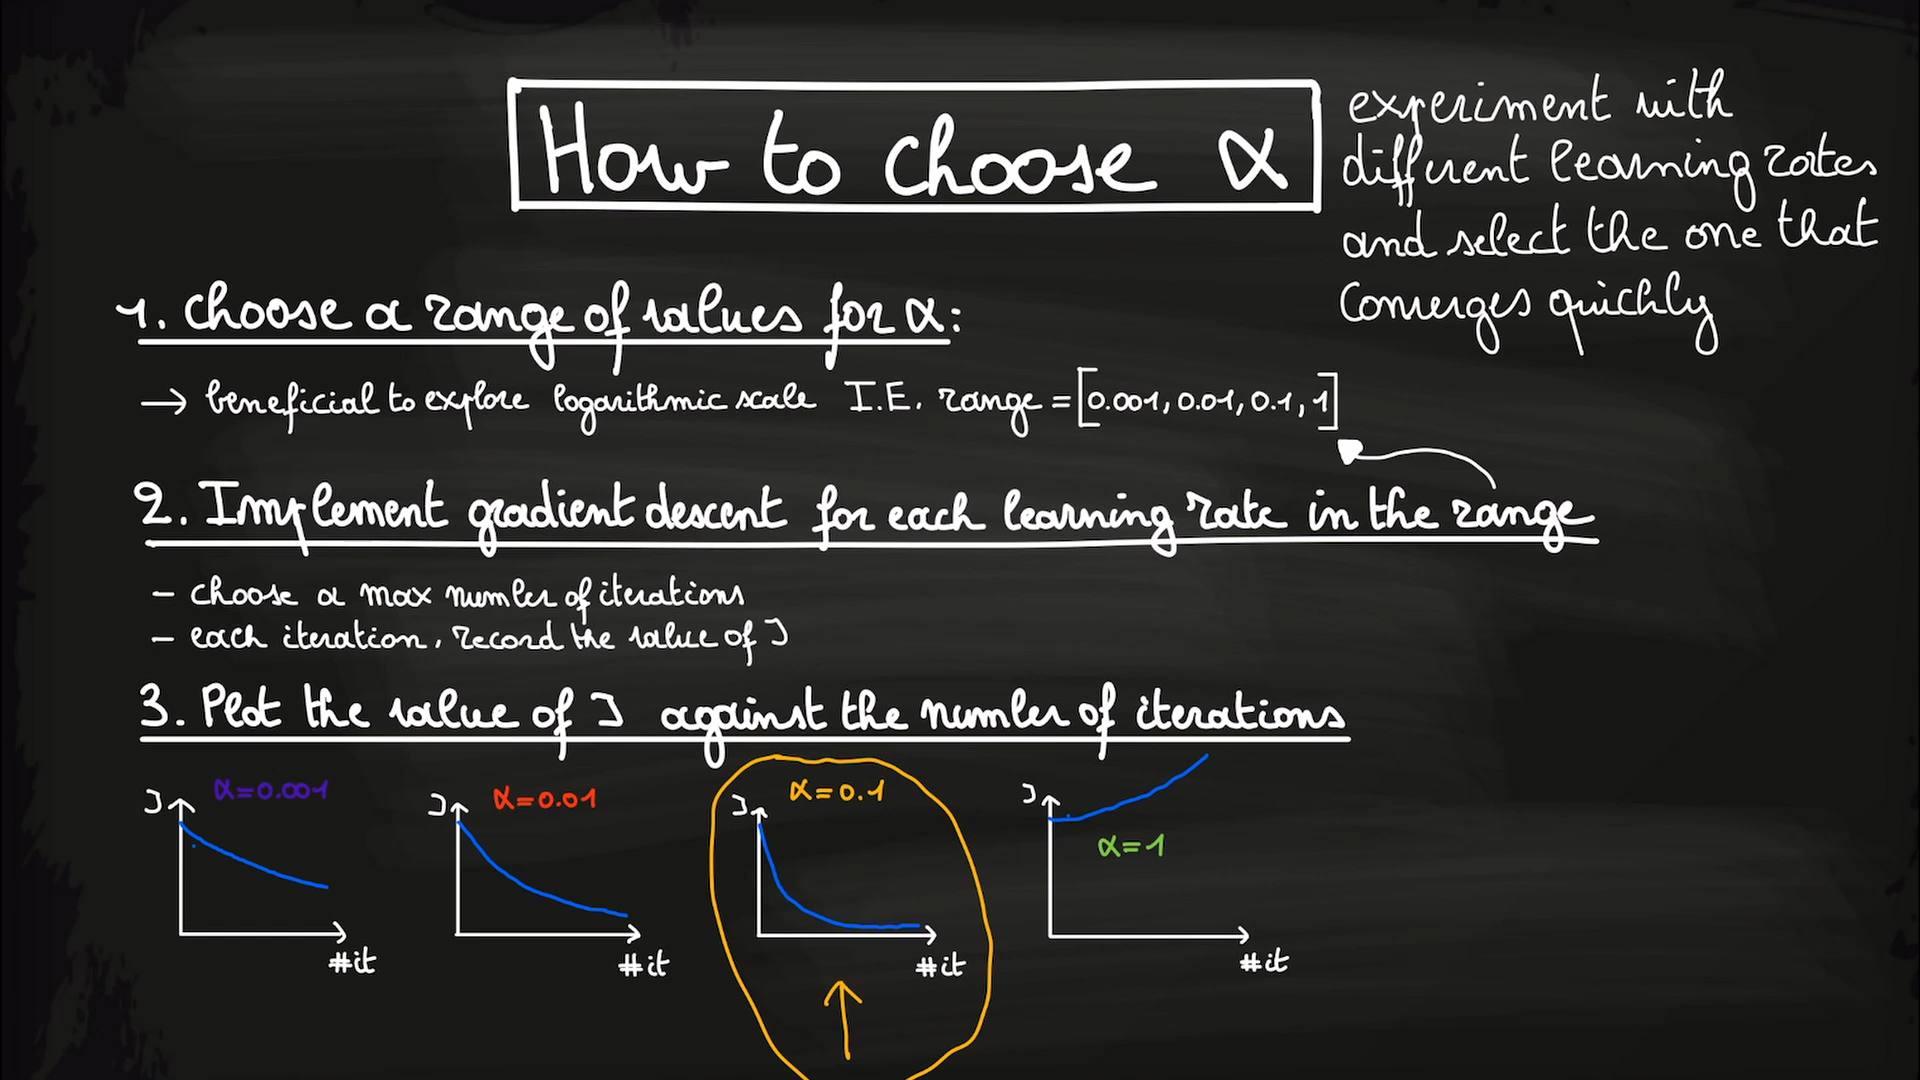 How to choose α
experiment with
different learning rates
and select the one that
converges quickly
1. choose a range of values for α:
→ beneficial to explore logarithmic scale I.E. range = [0.001, 0.01, 0.1, 1]
2. Implement gradient descent for each learning rate in the range
- choose a max number of iterations
- each iteration, record the value of J
3. Plot the value of J against the number of iterations
J α=0.001
#it
J α=0.01
#it
J α=0.1
#it
J
α=1
#it